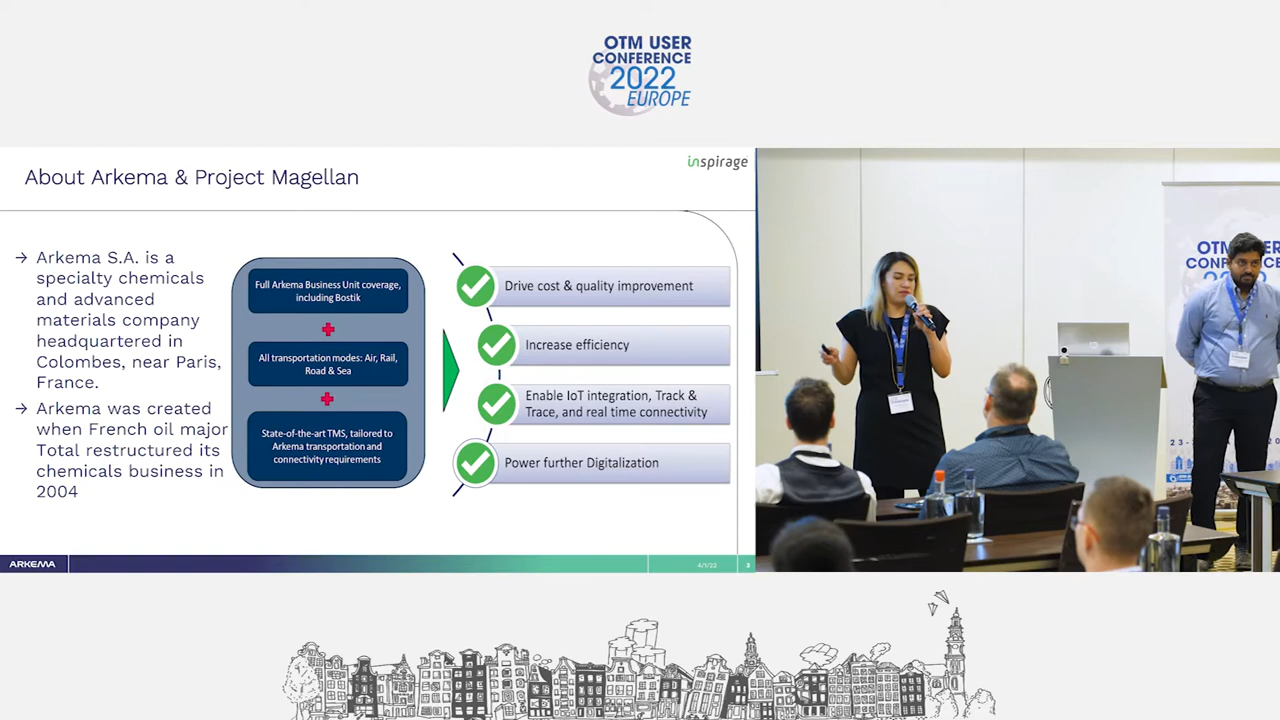 OTM USER
CONFERENCE
2022
EUROPE
About Arkema & Project Magellan
inspirage
→ Arkema S.A. is a
specialty chemicals
and advanced
materials company
headquartered in
Colombes, near Paris,
France.
→ Arkema was created
when French oil major
Total restructured its
chemicals business in
2004
Full Arkema Business Unit coverage,
including Bostik
All transportation modes: Air, Rail,
Road & Sea
State-of-the-art TMS, tailored to
Arkema transportation and
connectivity requirements
Drive cost & quality improvement
Increase efficiency
Enable IoT integration, Track &
Trace, and real time connectivity
Power further Digitalization
ARKEMA
4/1/22
3
OTM